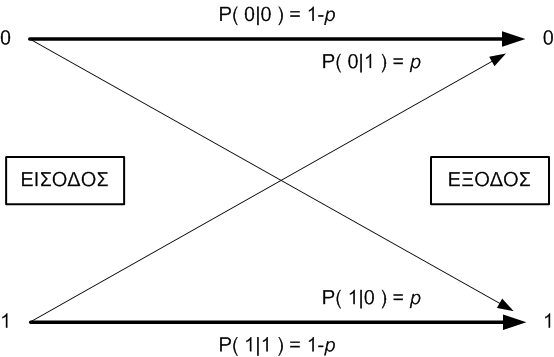 P( 0|0 ) = 1-p
0
0
P( 0|1 ) = p
ΕΙΣΟΔΟΣ
ΕΞΟΔΟΣ
P( 1|0 ) = p
1
1
P( 1|1 ) = 1-p